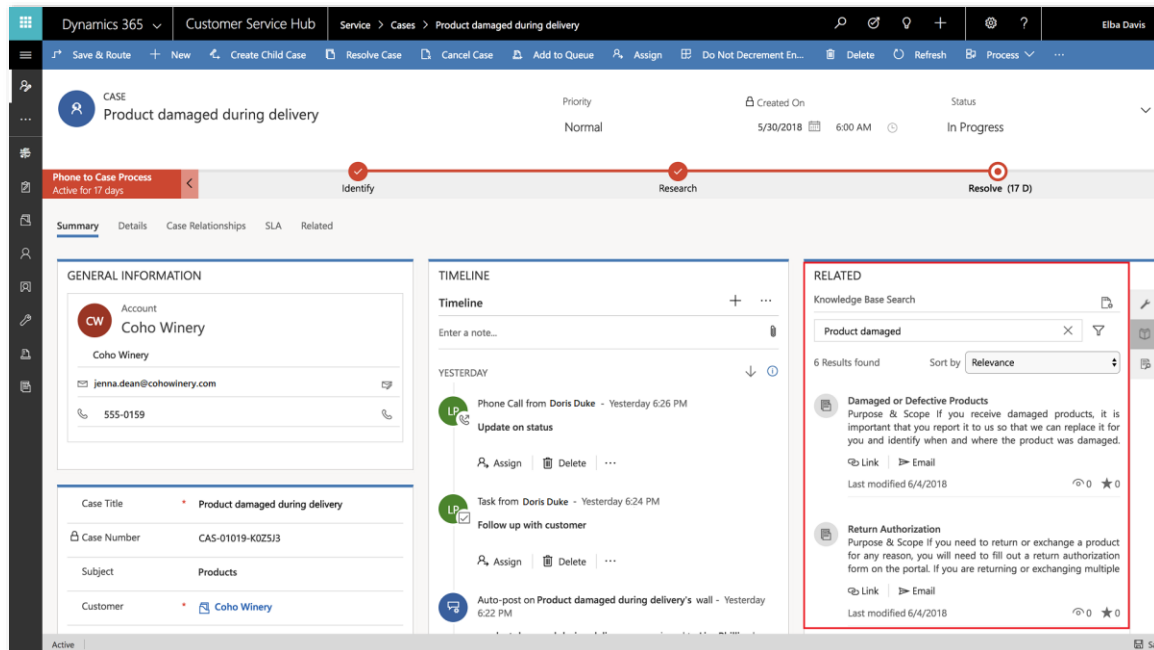 Dynamics 365
Customer Service Hub
Service > Cases > Product damaged during delivery
Elba Davis
Save & Route
New
Create Child Case
Resolve Case
Cancel Case
Add to Queue
Assign
Do Not Decrement En...
Delete
Refresh
Process
CASE
Product damaged during delivery
Priority
Normal
Created On
5/30/2018 6:00 AM
Status
In Progress
Phone to Case Process
Active for 17 days
Identify
Research
Resolve (17 D)
Summary
Details
Case Relationships
SLA
Related
GENERAL INFORMATION
CW
Account
Coho Winery
Coho Winery
jenna.dean@cohowinery.com
555-0159
Case Title * Product damaged during delivery
Case Number CAS-01019-K0Z5J3
Subject Products
Customer * Coho Winery
TIMELINE
Timeline
Enter a note...
YESTERDAY
LP
Phone Call from Doris Duke - Yesterday 6:26 PM
Update on status
Assign Delete ...
LP
Task from Doris Duke - Yesterday 6:24 PM
Follow up with customer
Assign Delete ...
Auto-post on Product damaged during delivery's wall - Yesterday
6:22 PM
RELATED
Knowledge Base Search
Product damaged
6 Results found
Sort by Relevance
Damaged or Defective Products
Purpose & Scope If you receive damaged products, it is
important that you report it to us so that we can replace it for
you and identify when and where the product was damaged.
Link Email
Last modified 6/4/2018 0 0
Return Authorization
Purpose & Scope If you need to return or exchange a product
for any reason, you will need to fill out a return authorization
form on the portal. If you are returning or exchanging multiple
Link Email
Last modified 6/4/2018 0 0
Active